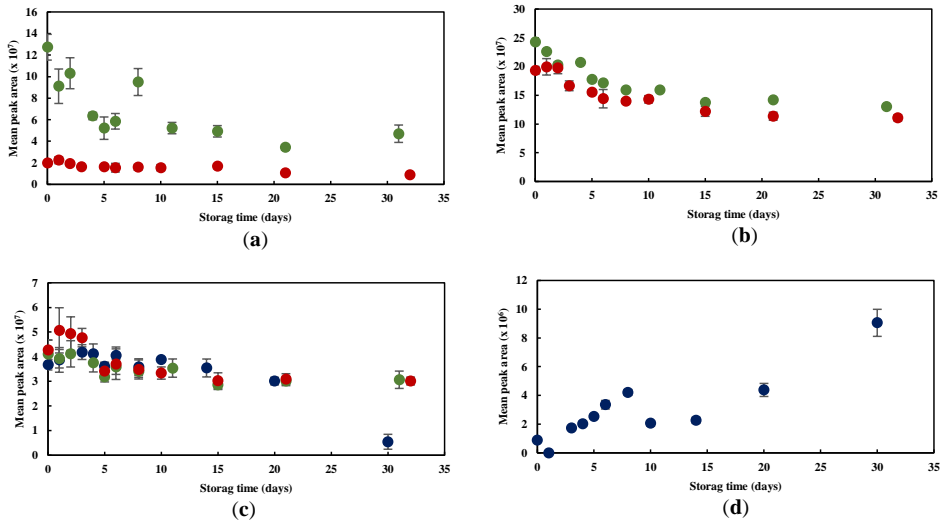 16
14
12
10
8
6
4
2
0
Mean peak area (x 10⁷)
0 5 10 15 20 25 30 35
Storag time (days)
(a)
30
25
20
15
10
5
0
Mean peak area (x 10⁷)
0 5 10 15 20 25 30 35
Storag time (days)
(b)
7
6
5
4
3
2
1
0
Mean peak area (x 10⁷)
0 5 10 15 20 25 30 35
Storag time (days)
(c)
12
10
8
6
4
2
0
Mean peak area (x 10⁶)
0 5 10 15 20 25 30 35
Storag time (days)
(d)